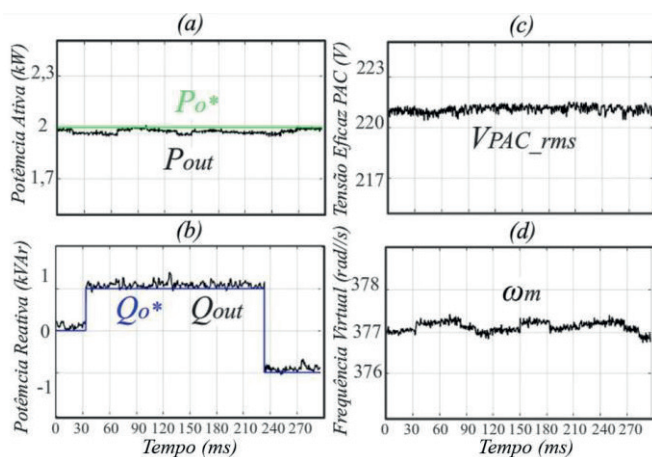 (a)
Potêmcia Ativa (kW)
2,3
2
1,7
Po*
Pout
(c)
Tensão Eficaz PAC (V)
223
220
217
VPAC_rms
(b)
Potêmcia Reativa (kVAr)
1
0
-1
Qo* Qout
0 30 60 90 120 150 180 210 240 270
Tempo (ms)
(d)
Frequência Virtual (rad//s)
378
377
376
ωm
0 30 60 90 120 150 180 210 240 270
Tempo (ms)